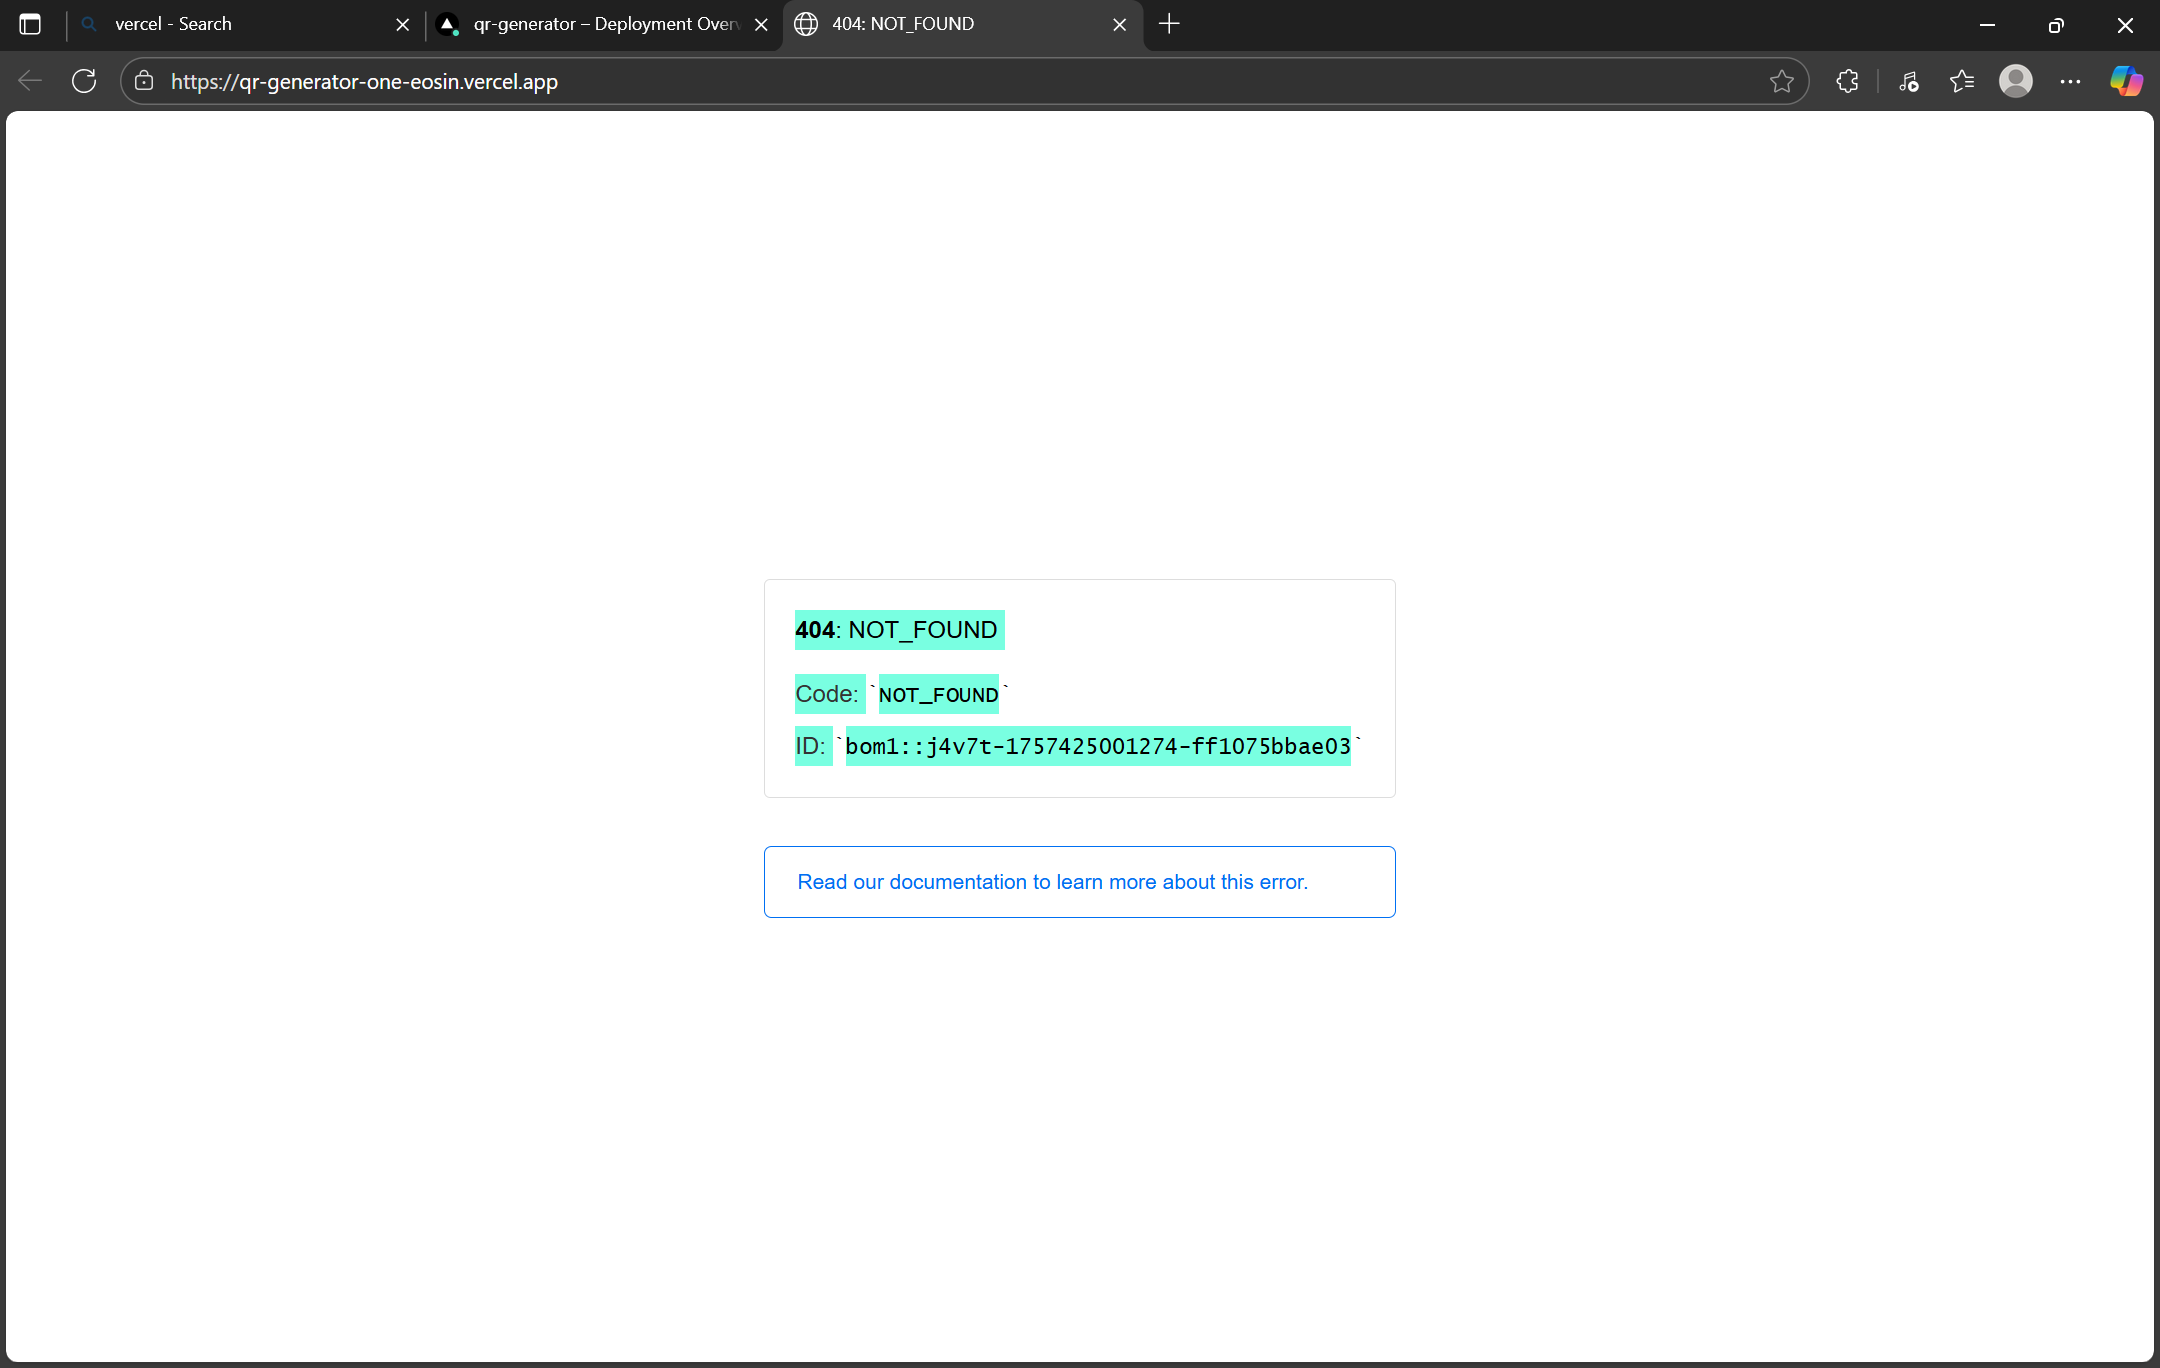 vercel - Search
qr-generator – Deployment Over
404: NOT_FOUND
https://qr-generator-one-eosin.vercel.app
404: NOT_FOUND
Code: `NOT_FOUND`
ID: `bom1::j4v7t-1757425001274-ff1075bbae03`
Read our documentation to learn more about this error.